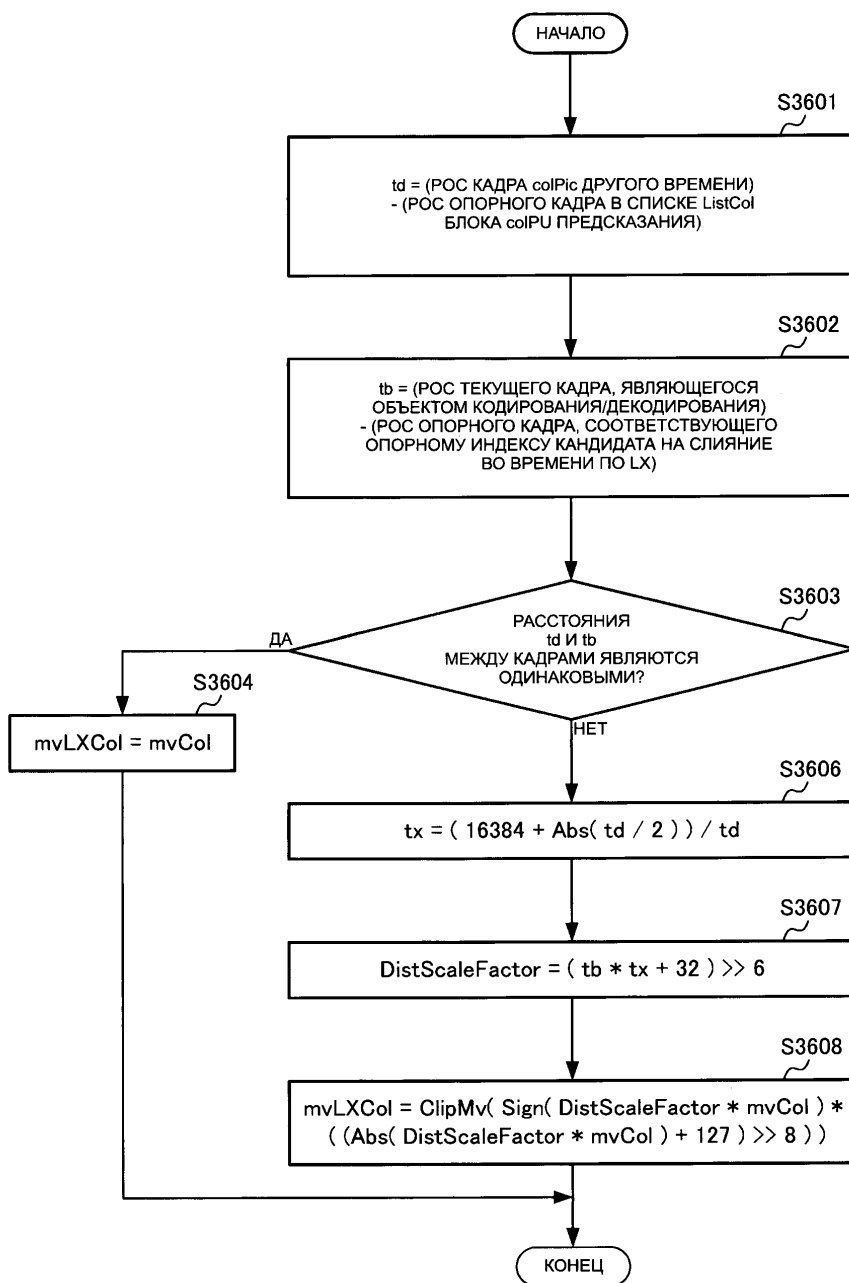 НАЧАЛО
S3601
td = (POC КАДРА colPic ДРУГОГО ВРЕМЕНИ)
- (POC ОПОРНОГО КАДРА В СПИСКЕ ListCol
БЛОКА colPU ПРЕДСКАЗАНИЯ)
S3602
tb = (POC ТЕКУЩЕГО КАДРА, ЯВЛЯЮЩЕГОСЯ
ОБЪЕКТОМ КОДИРОВАНИЯ/ДЕКОДИРОВАНИЯ)
- (POC ОПОРНОГО КАДРА, СООТВЕТСТВУЮЩЕГО
ОПОРНОМУ ИНДЕКСУ КАНДИДАТА НА СЛИЯНИЕ
ВО ВРЕМЕНИ ПО LX)
S3603
РАССТОЯНИЯ
td И tb
МЕЖДУ КАДРАМИ ЯВЛЯЮТСЯ
ОДИНАКОВЫМИ?
ДА
S3604
mvLXCol = mvCol
НЕТ
S3606
tx = ( 16384 + Abs( td / 2 ) ) / td
S3607
DistScaleFactor = ( tb * tx + 32 ) >> 6
S3608
mvLXCol = ClipMv( Sign( DistScaleFactor * mvCol ) *
( (Abs( DistScaleFactor * mvCol ) + 127 ) >> 8 ) )
КОНЕЦ